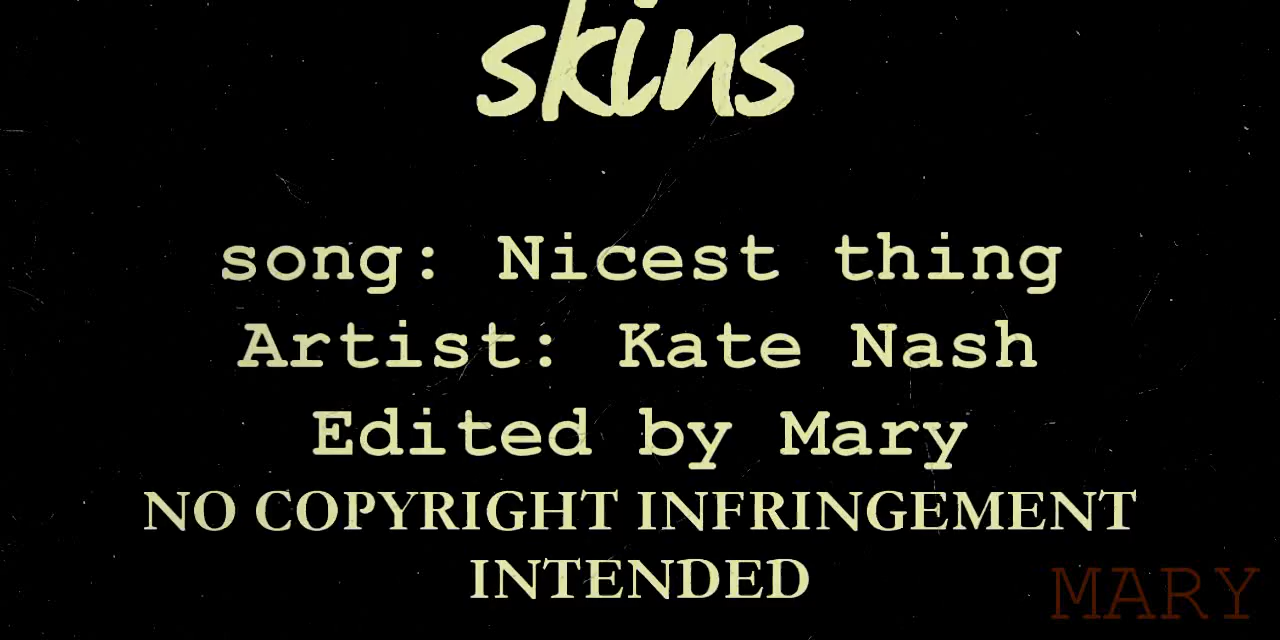 skins
song: Nicest thing
Artist: Kate Nash
Edited by Mary
NO COPYRIGHT INFRINGEMENT
INTENDED
MARY